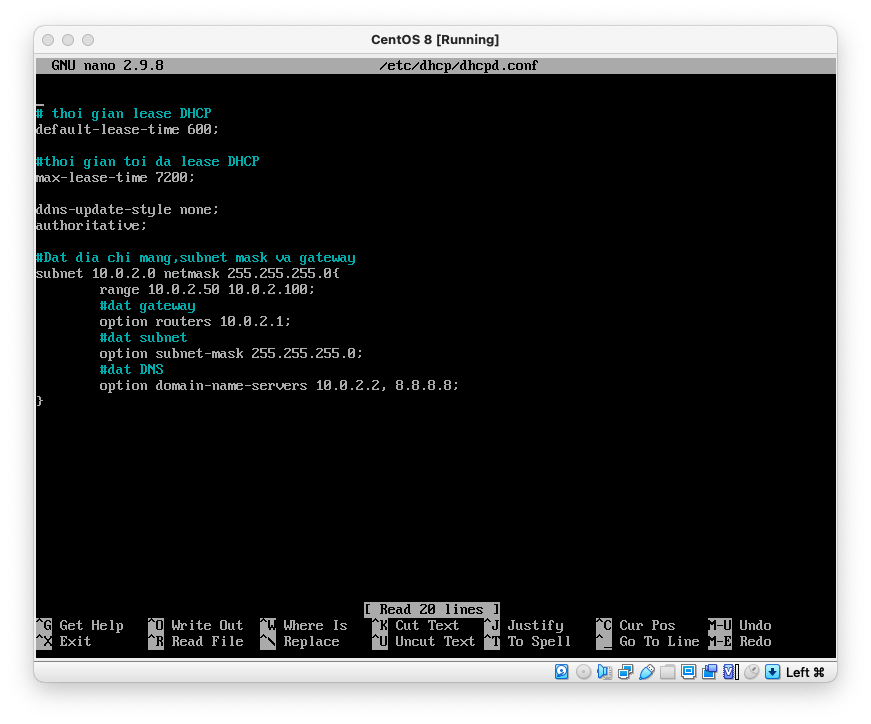 CentOS 8 [Running]
GNU nano 2.9.8 /etc/dhcp/dhcpd.conf
# thoi gian lease DHCP
default-lease-time 600;
#thoi gian toi da lease DHCP
max-lease-time 7200;
ddns-update-style none;
authoritative;
#Dat dia chi mang,subnet mask va gateway
subnet 10.0.2.0 netmask 255.255.255.0{
range 10.0.2.50 10.0.2.100;
#dat gateway
option routers 10.0.2.1;
#dat subnet
option subnet-mask 255.255.255.0;
#dat DNS
option domain-name-servers 10.0.2.2, 8.8.8.8;
}
[ Read 20 lines ]
^G Get Help ^O Write Out ^W Where Is ^K Cut Text ^J Justify ^C Cur Pos M-U Undo
^X Exit ^R Read File ^\ Replace ^U Uncut Text ^T To Spell ^_ Go To Line M-E Redo
Left ⌘